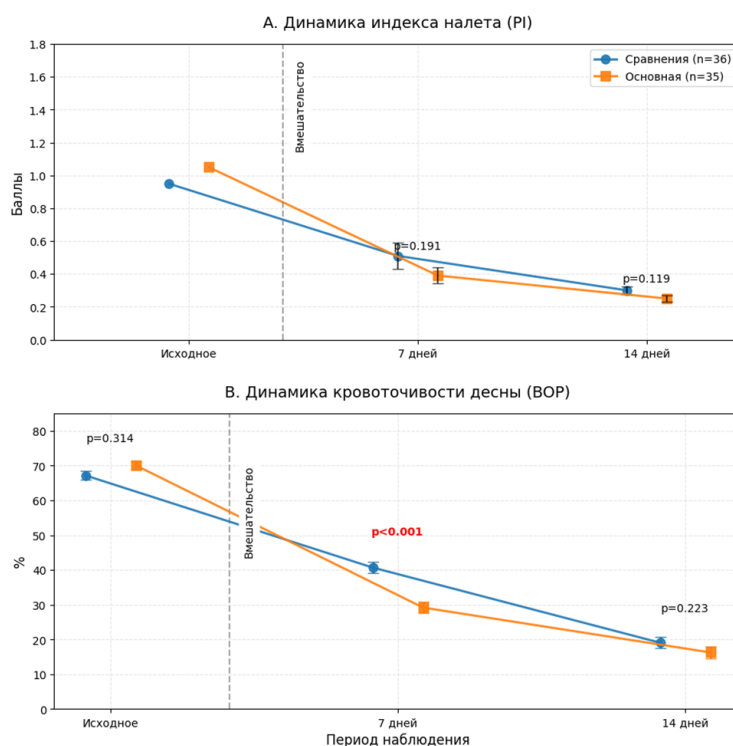 А. Динамика индекса налета (PI)
1.8
1.6
1.4
1.2
1.0
0.8
0.6
0.4
0.2
0.0
Баллы
Вмешательство
Сравнения (n=36)
Основная (n=35)
p=0.191
p=0.119
Исходное
7 дней
14 дней
В. Динамика кровоточивости десны (BOP)
80
70
60
50
40
30
20
10
0
%
Вмешательство
p=0.314
p<0.001
p=0.223
Исходное
7 дней
14 дней
Период наблюдения